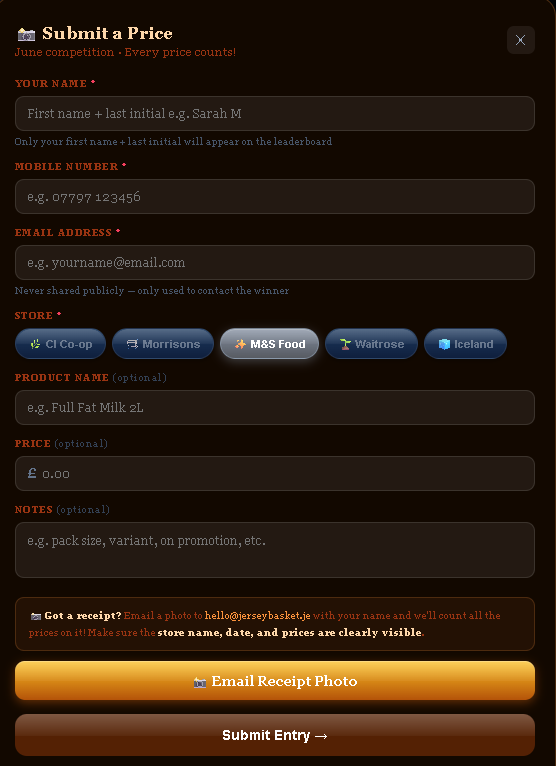 Submit a Price
June competition • Every price counts!
YOUR NAME *
First name + last initial e.g. Sarah M
Only your first name + last initial will appear on the leaderboard
MOBILE NUMBER *
e.g. 07797 123456
EMAIL ADDRESS *
e.g. yourname@email.com
Never shared publicly — only used to contact the winner
STORE *
CI Co-op Morrisons M&S Food Waitrose Iceland
PRODUCT NAME (optional)
e.g. Full Fat Milk 2L
PRICE (optional)
£ 0.00
NOTES (optional)
e.g. pack size, variant, on promotion, etc.
Got a receipt? Email a photo to hello@jerseybasket.je with your name and we'll count all the
prices on it! Make sure the store name, date, and prices are clearly visible.
Email Receipt Photo
Submit Entry →